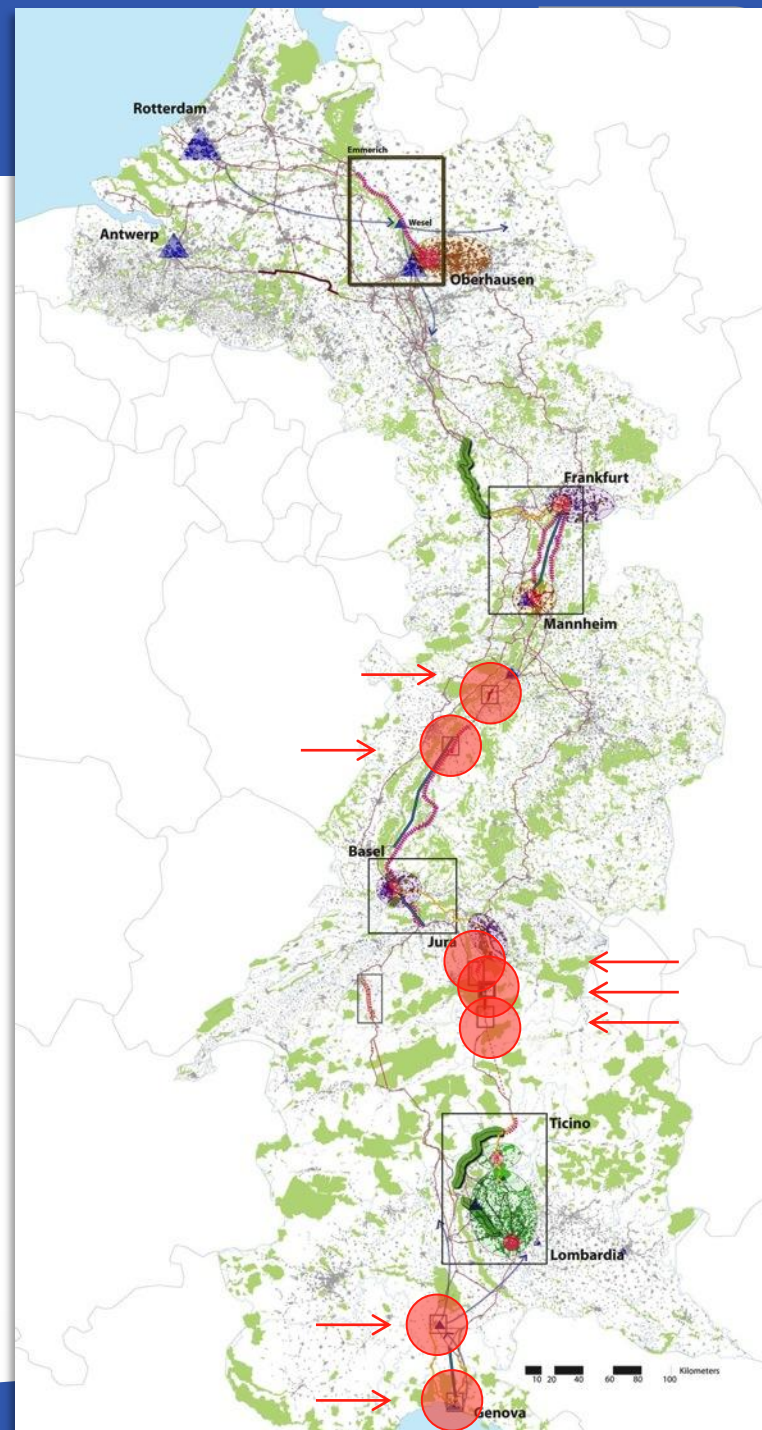 Rotterdam
Emmerich
Wesel
Antwerp
Oberhausen
Frankfurt
Mannheim
Basel
Jura
Ticino
Lombardia
Kilometers
10 20 40 60 80 100
Genova